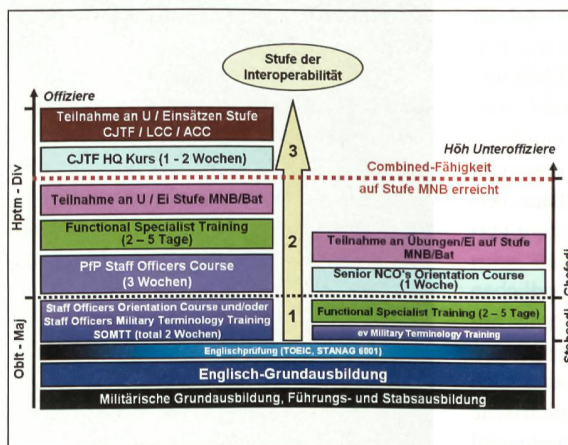 Stufe der
Interoperabilität
Offiziere
Teilnahme an U / Einsätzen Stufe
CJTF / LCC / ACC
CJTF HQ Kurs (1 - 2 Wochen)
3
Höh Unteroffiziere
Combined-Fähigkeit
auf Stufe MNB erreicht
Hptm - Div
Teilnahme an U / Ei Stufe MNB/Bat
Functional Specialist Training
(2 – 5 Tage)
2
PfP Staff Officers Course
(3 Wochen)
Teilnahme an Übungen/Ei auf Stufe
MNB/Bat
Senior NCO's Orientation Course
(1 Woche)
Chefadj
Oblt - Maj
Staff Officers Orientation Course und/oder
Staff Officers Military Terminology Training
SOMTT (total 2 Wochen)
1
Functional Specialist Training (2 – 5 Tage)
ev Military Terminology Training
Stabsadj
Englischprüfung (TOEIC, STANAG 6001)
Englisch-Grundausbildung
Militärische Grundausbildung, Führungs- und Stabsausbildung